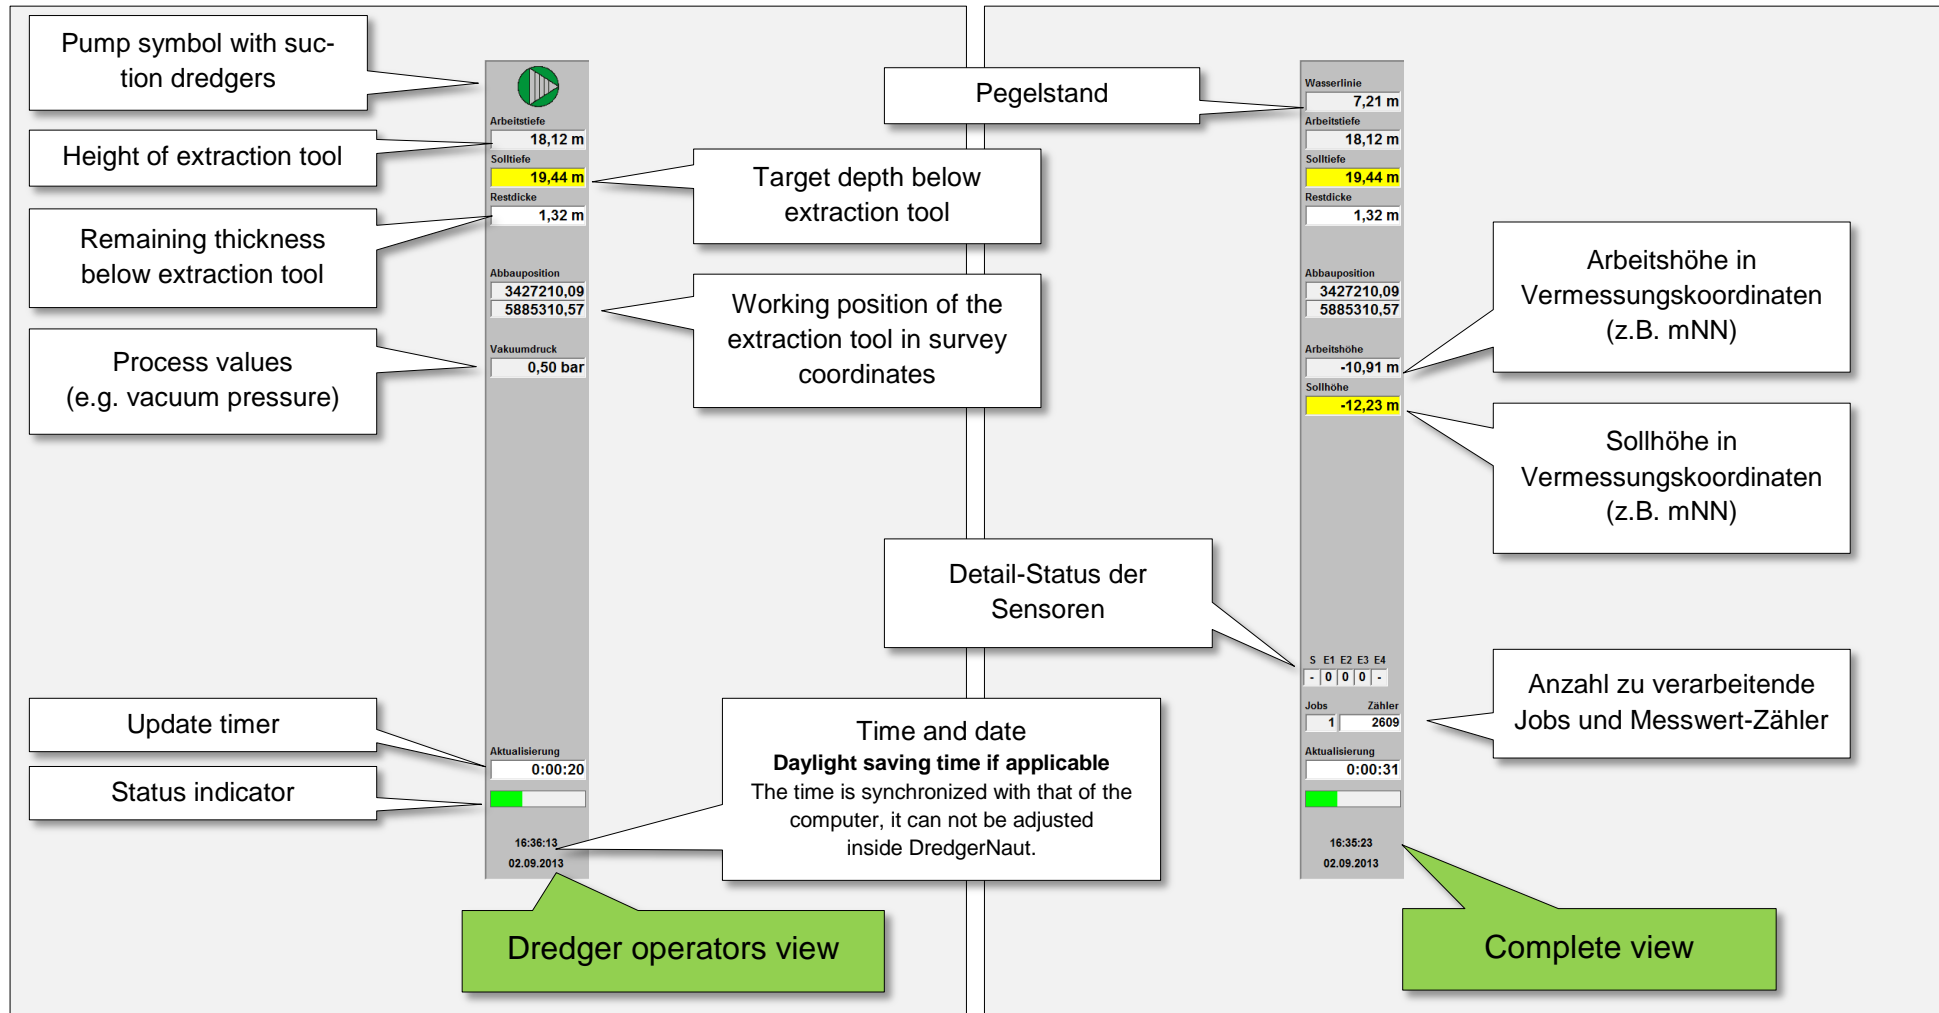 Pump symbol with suc-
tion dredgers
Height of extraction tool
Remaining thickness
below extraction tool
Process values
(e.g. vacuum pressure)
Update timer
Status indicator
Arbeitstiefe
18,12 m
Solltiefe
19,44 m
Restdicke
1,32 m
Abbauposition
3427210,09
5885310,57
Vakuumdruck
0,50 bar
Aktualisierung
0:00:20
16:36:13
02.09.2013
Target depth below
extraction tool
Working position of the
extraction tool in survey
coordinates
Time and date
Daylight saving time if applicable
The time is synchronized with that of the
computer, it can not be adjusted
inside DredgerNaut.
Dredger operators view
Pegelstand
Detail-Status der
Sensoren
Wasserlinie
7,21 m
Arbeitstiefe
18,12 m
Solltiefe
19,44 m
Restdicke
1,32 m
Abbauposition
3427210,09
5885310,57
Arbeitshöhe
-10,91 m
Sollhöhe
-12,23 m
S E1 E2 E3 E4
- 0 0 0 -
Jobs Zähler
1 2609
Aktualisierung
0:00:31
16:35:23
02.09.2013
Arbeitshöhe in
Vermessungskoordinaten
(z.B. mNN)
Sollhöhe in
Vermessungskoordinaten
(z.B. mNN)
Anzahl zu verarbeitende
Jobs und Messwert-Zähler
Complete view